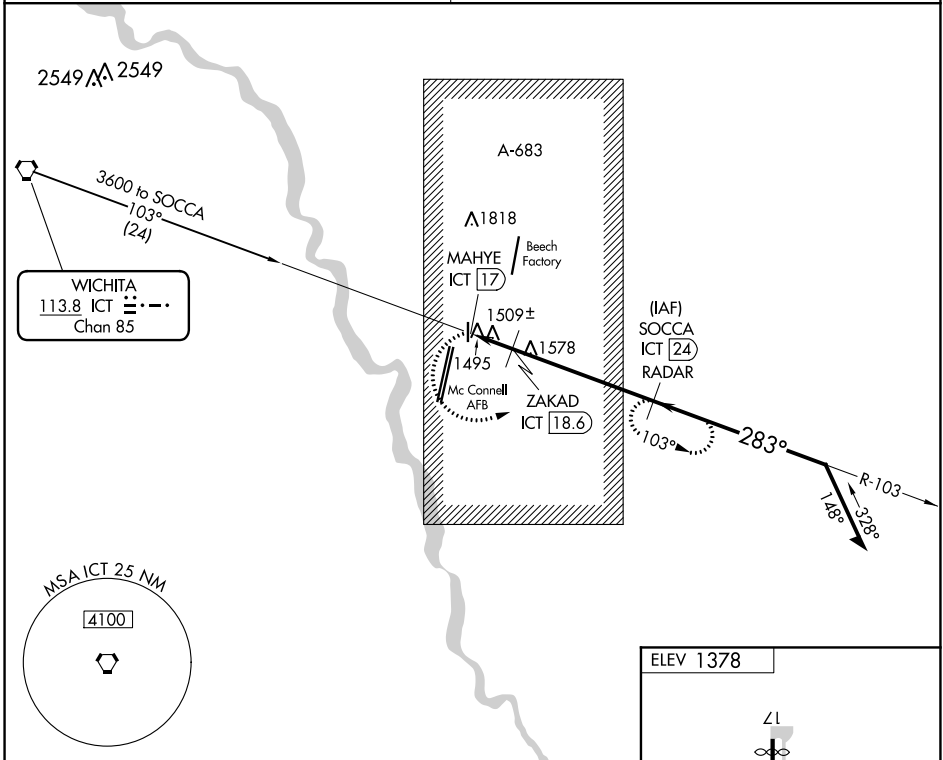 2549 2549
A-683
3600 to SOCCA
103°
(24)
1818
Beech
Factory
MAHYE
ICT 17
WICHITA
113.8 ICT
Chan 85
1509±
1578
1495
Mc Connell
AFB
ZAKAD
ICT 18.6
(IAF)
SOCCA
ICT 24
RADAR
103°
283°
R-103
148°
328°
MSA ICT 25 NM
4100
ELEV 1378
17